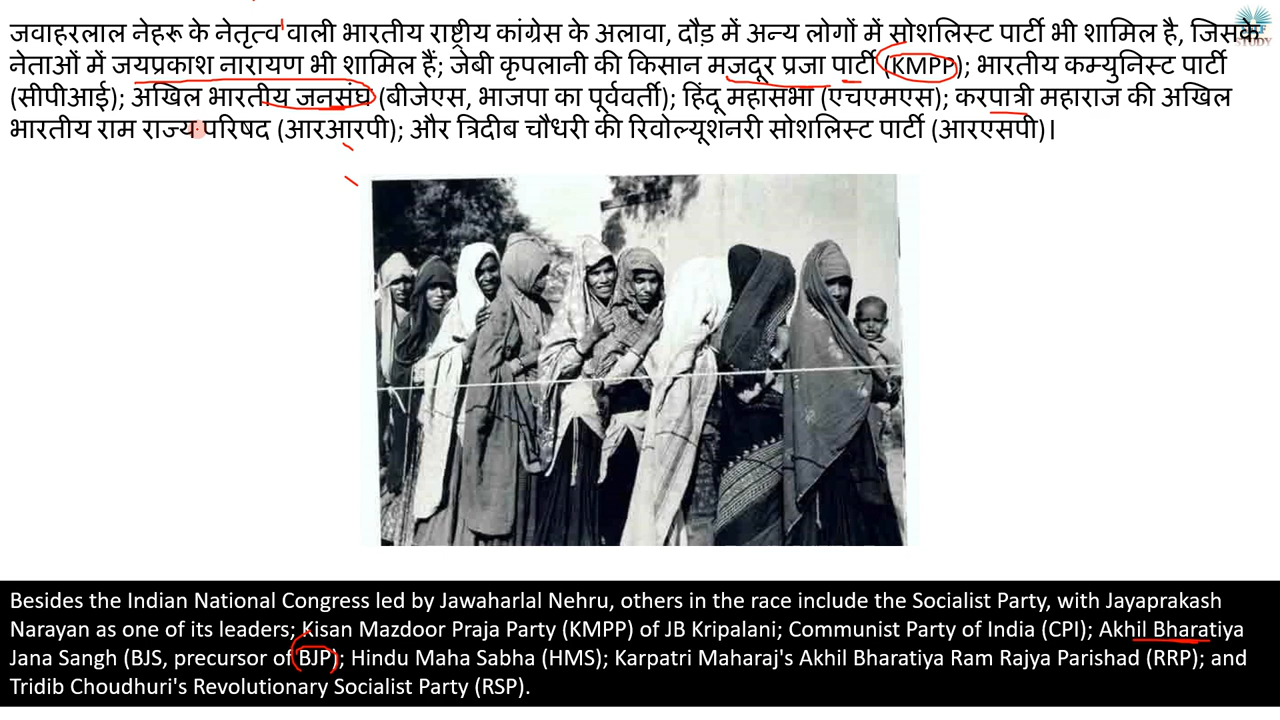 जवाहरलाल नेहरू के नेतृत्व वाली भारतीय राष्ट्रीय कांग्रेस के अलावा, दौड़ में अन्य लोगों में सोशलिस्ट पार्टी भी शामिल है, जिसके
नेताओं में जयप्रकाश नारायण भी शामिल हैं; जेबी कृपलानी की किसान मजदूर प्रजा पार्टी (KMPP); भारतीय कम्युनिस्ट पार्टी
(सीपीआई); अखिल भारतीय जनसंघ (बीजेएस, भाजपा का पूर्ववर्ती); हिंदू महासभा (एचएमएस); करपात्री महाराज की अखिल
भारतीय राम राज्य परिषद (आरआरपी); और त्रिदीब चौधरी की रिवोल्यूशनरी सोशलिस्ट पार्टी (आरएसपी)।
STUDY
Besides the Indian National Congress led by Jawaharlal Nehru, others in the race include the Socialist Party, with Jayaprakash
Narayan as one of its leaders; Kisan Mazdoor Praja Party (KMPP) of JB Kripalani; Communist Party of India (CPI); Akhil Bharatiya
Jana Sangh (BJS, precursor of BJP); Hindu Maha Sabha (HMS); Karpatri Maharaj's Akhil Bharatiya Ram Rajya Parishad (RRP); and
Tridib Choudhuri's Revolutionary Socialist Party (RSP).